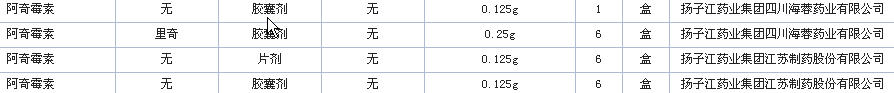 阿奇霉素 无 胶囊剂 无 0.125g 1 盒 扬子江药业集团四川海蓉药业有限公司
阿奇霉素 里奇 胶囊剂 无 0.25g 6 盒 扬子江药业集团四川海蓉药业有限公司
阿奇霉素 无 片剂 无 0.125g 6 盒 扬子江药业集团江苏制药股份有限公司
阿奇霉素 无 胶囊剂 无 0.125g 6 盒 扬子江药业集团江苏制药股份有限公司